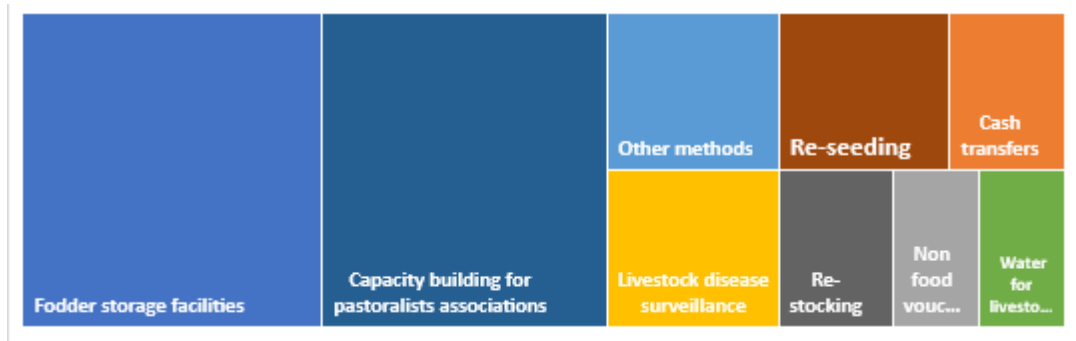 Fodder storage facilities
Capacity building for
pastoralists associations
Other methods
Livestock disease
surveillance
Re-seeding
Cash
transfers
Re-
stocking
Non
food
vouc...
Water
for
livesto...